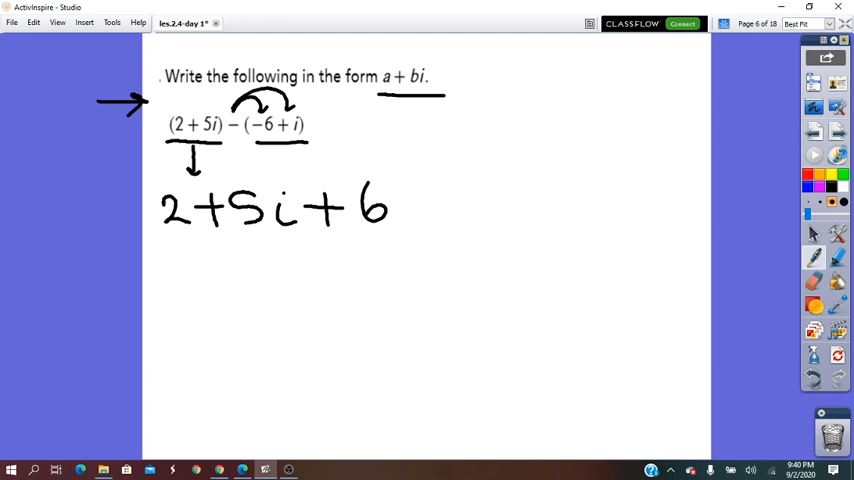 ActivInspire - Studio
File Edit View Insert Tools Help les.2.4-day 1* CLASSFLOW Connect Page 6 of 18 Best Fit
. Write the following in the form a + bi.
(2 + 5i) − (−6 + i)
2+5i+6
9:40 PM
9/2/2020